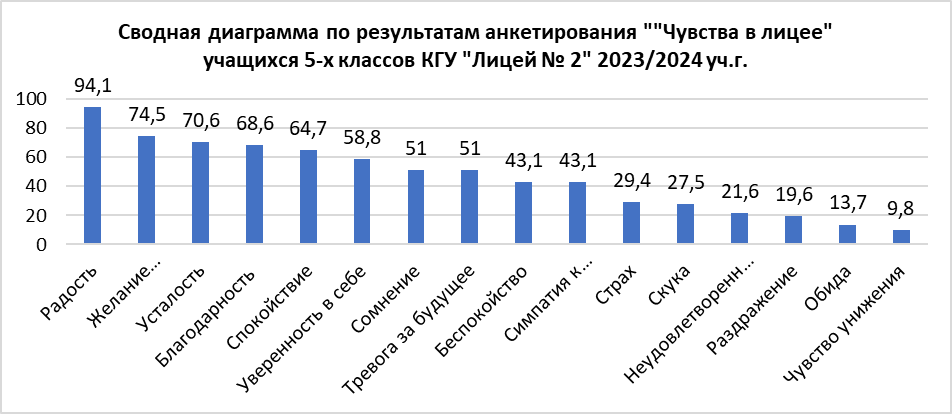 Сводная диаграмма по результатам анкетирования ""Чувства в лицее"
учащихся 5-х классов КГУ "Лицей № 2" 2023/2024 уч.г.
94,1
74,5
70,6
68,6
64,7
58,8
51
51
43,1
43,1
29,4
27,5
21,6
19,6
13,7
9,8
100
80
60
40
20
0
Радость
Желание...
Усталость
Благодарность
Спокойствие
Уверенность в себе
Сомнение
Тревога за будущее
Беспокойство
Симпатия к...
Страх
Скука
Неудовлетворенн...
Раздражение
Обида
Чувство унижения